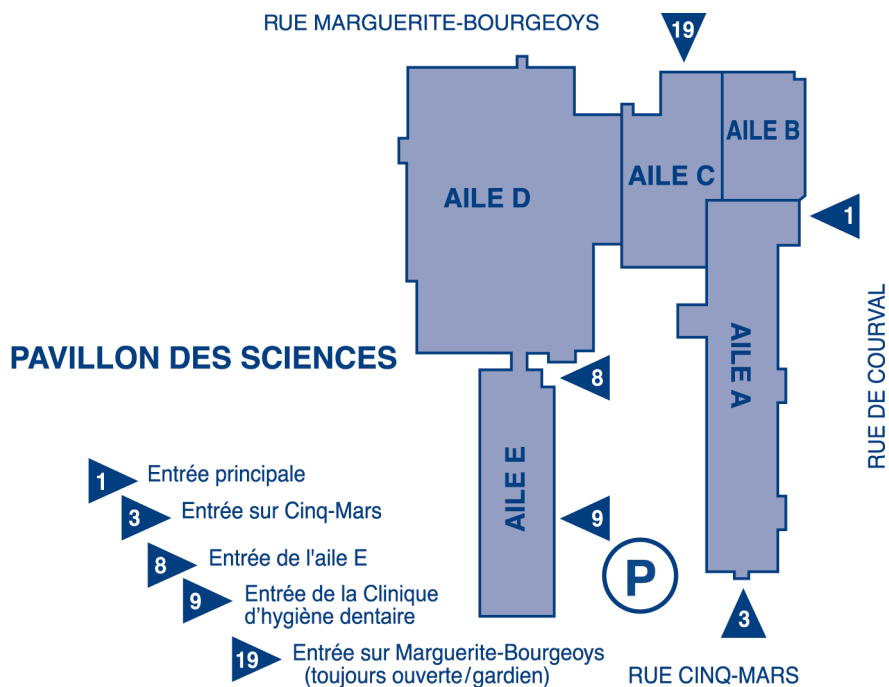 RUE MARGUERITE-BOURGEOYS
19
AILE B
AILE C
AILE D
1
RUE DE COURVAL
PAVILLON DES SCIENCES
8
AILE A
AILE E
9
P
3
RUE CINQ-MARS
1 Entrée principale
3 Entrée sur Cinq-Mars
8 Entrée de l'aile E
9 Entrée de la Clinique
d'hygiène dentaire
19 Entrée sur Marguerite-Bourgeoys
(toujours ouverte/gardien)